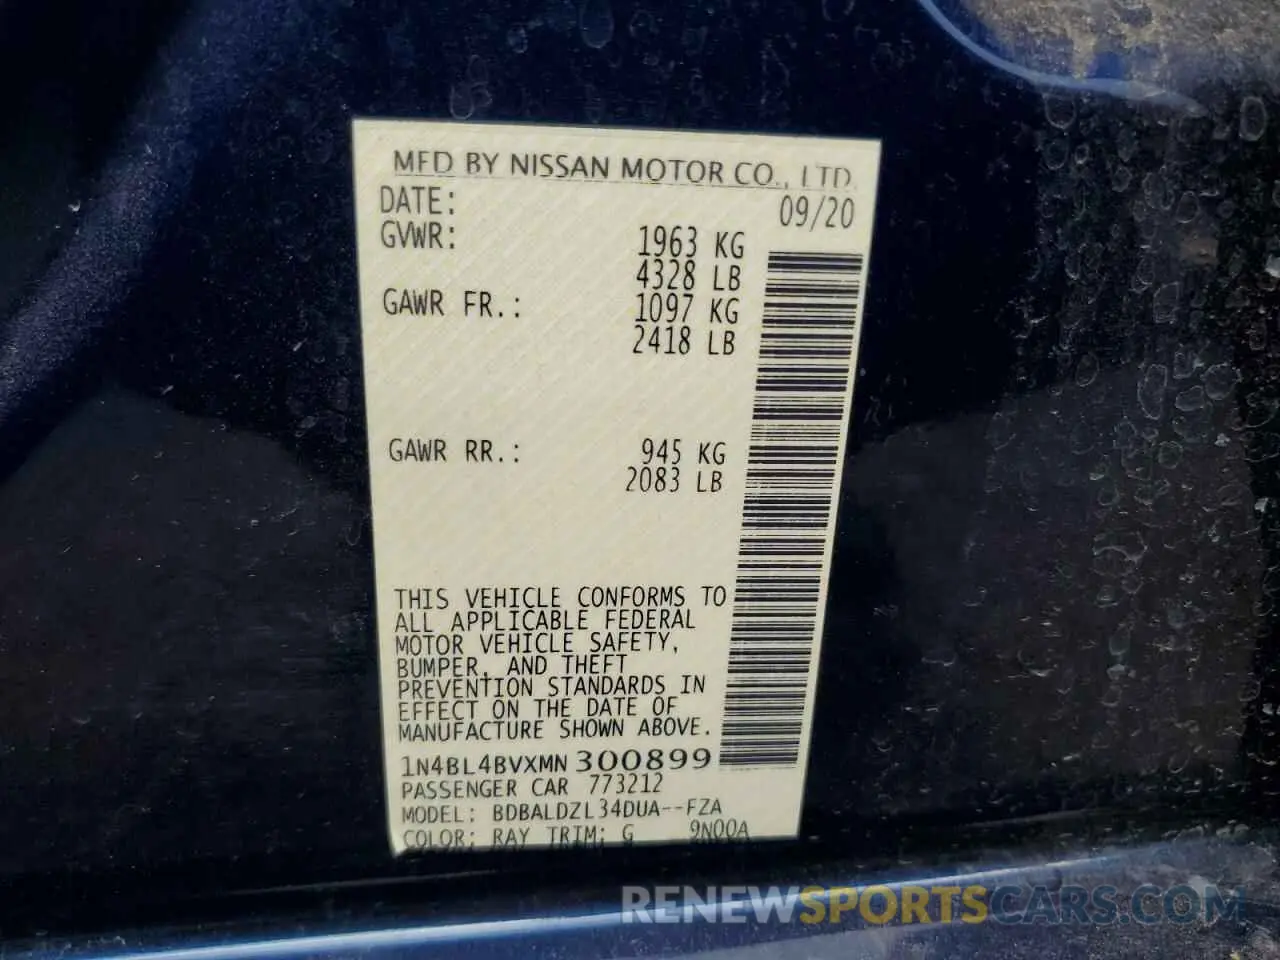 MFD BY NISSAN MOTOR CO., LTD.
DATE: 09/20
GVWR: 1963 KG
4328 LB
GAWR FR.: 1097 KG
2418 LB
GAWR RR.: 945 KG
2083 LB
THIS VEHICLE CONFORMS TO
ALL APPLICABLE FEDERAL
MOTOR VEHICLE SAFETY,
BUMPER, AND THEFT
PREVENTION STANDARDS IN
EFFECT ON THE DATE OF
MANUFACTURE SHOWN ABOVE.
1N4BL4BVXMN 300899
PASSENGER CAR 773212
MODEL: BDBALDZL34DUA--FZA
COLOR: RAY TRIM: G 9N00A
RENEWSPORTSCARS.COM